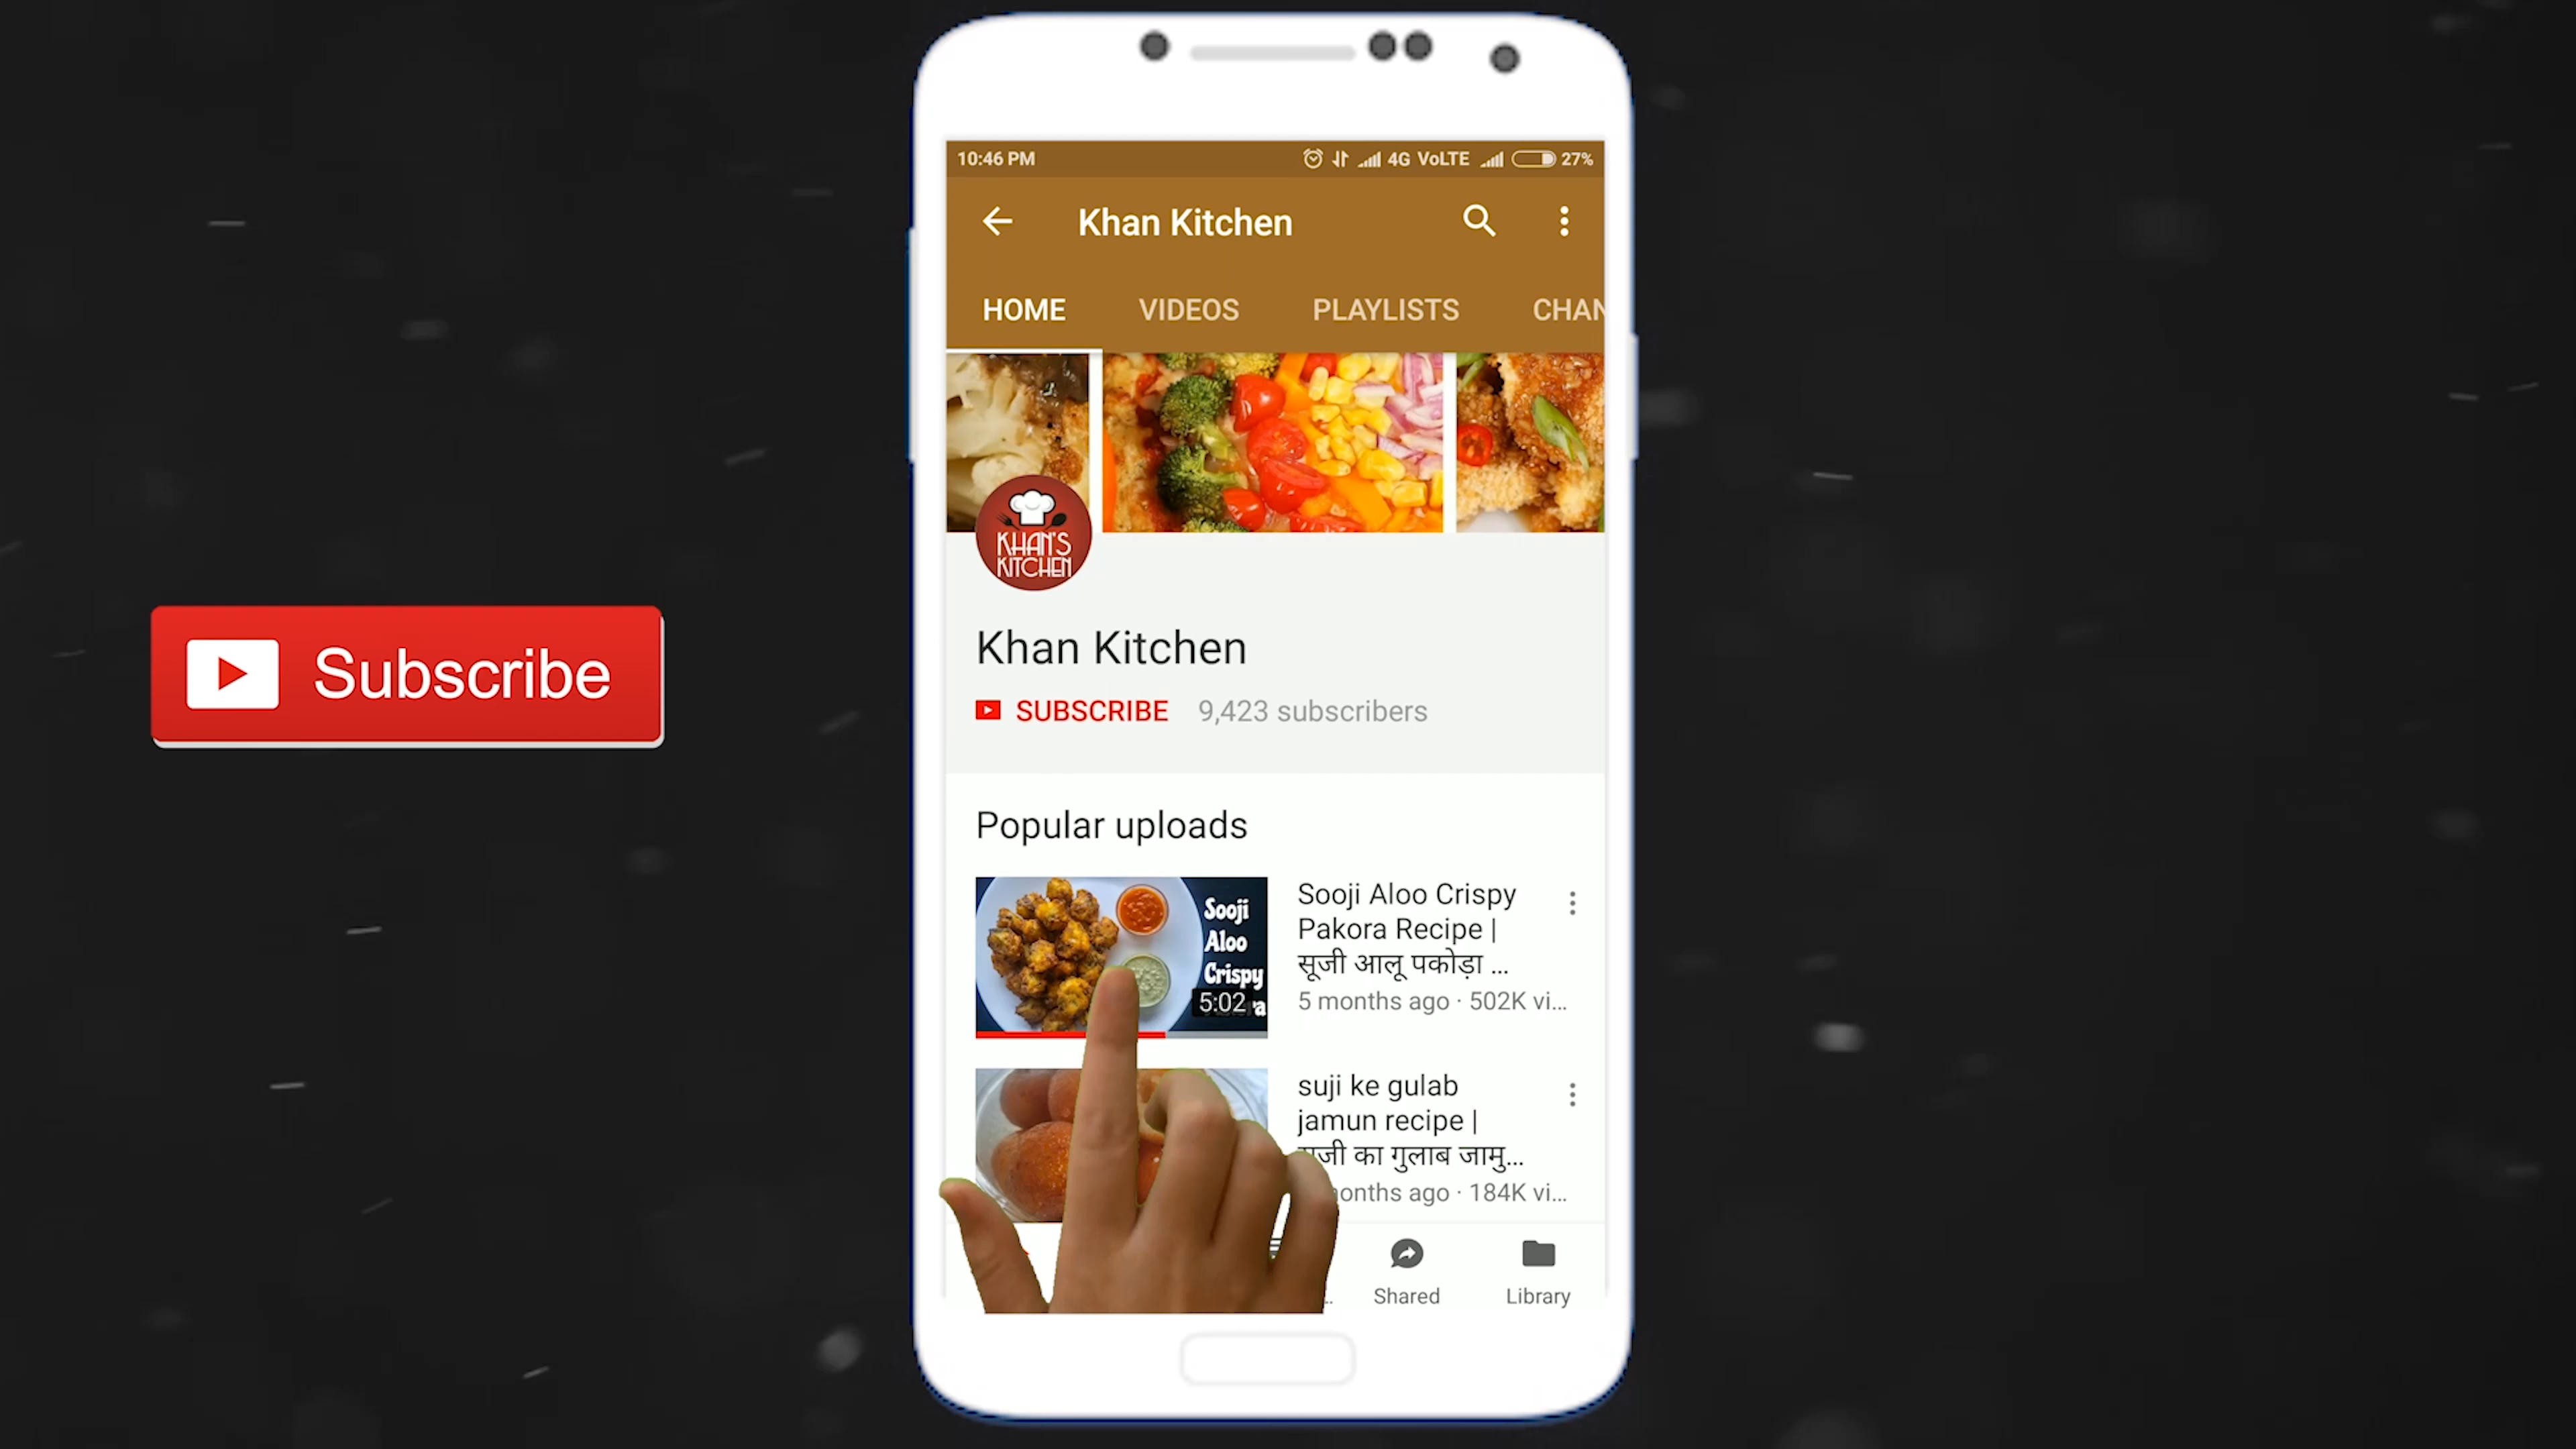 10:46 PM 4G VoLTE 27%
Khan Kitchen
HOME VIDEOS PLAYLISTS CHAN
KHAN'S
KITCHEN
Khan Kitchen
SUBSCRIBE 9,423 subscribers
Subscribe
Popular uploads
Sooji
Aloo
Crispy
5:02
Sooji Aloo Crispy
Pakora Recipe |
सूजी आलू पकोड़ा ...
5 months ago · 502K vi...
suji ke gulab
jamun recipe |
का गुलाब जामु...
ago · 184K vi...
Shared Library